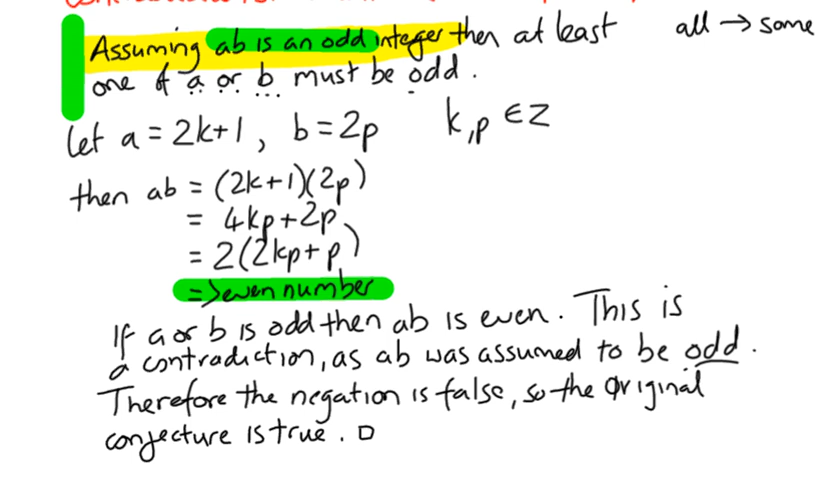 Assuming ab is an odd integer then at least all → some
one of a or b must be odd.
let a = 2k+1, b = 2p k,p ∈ Z
then ab = (2k+1)(2p)
= 4kp+2p
= 2(2kp+p)
=> even number
If a or b is odd then ab is even. This is
a contradiction, as ab was assumed to be odd.
Therefore the negation is false, so the original
conjecture is true. □